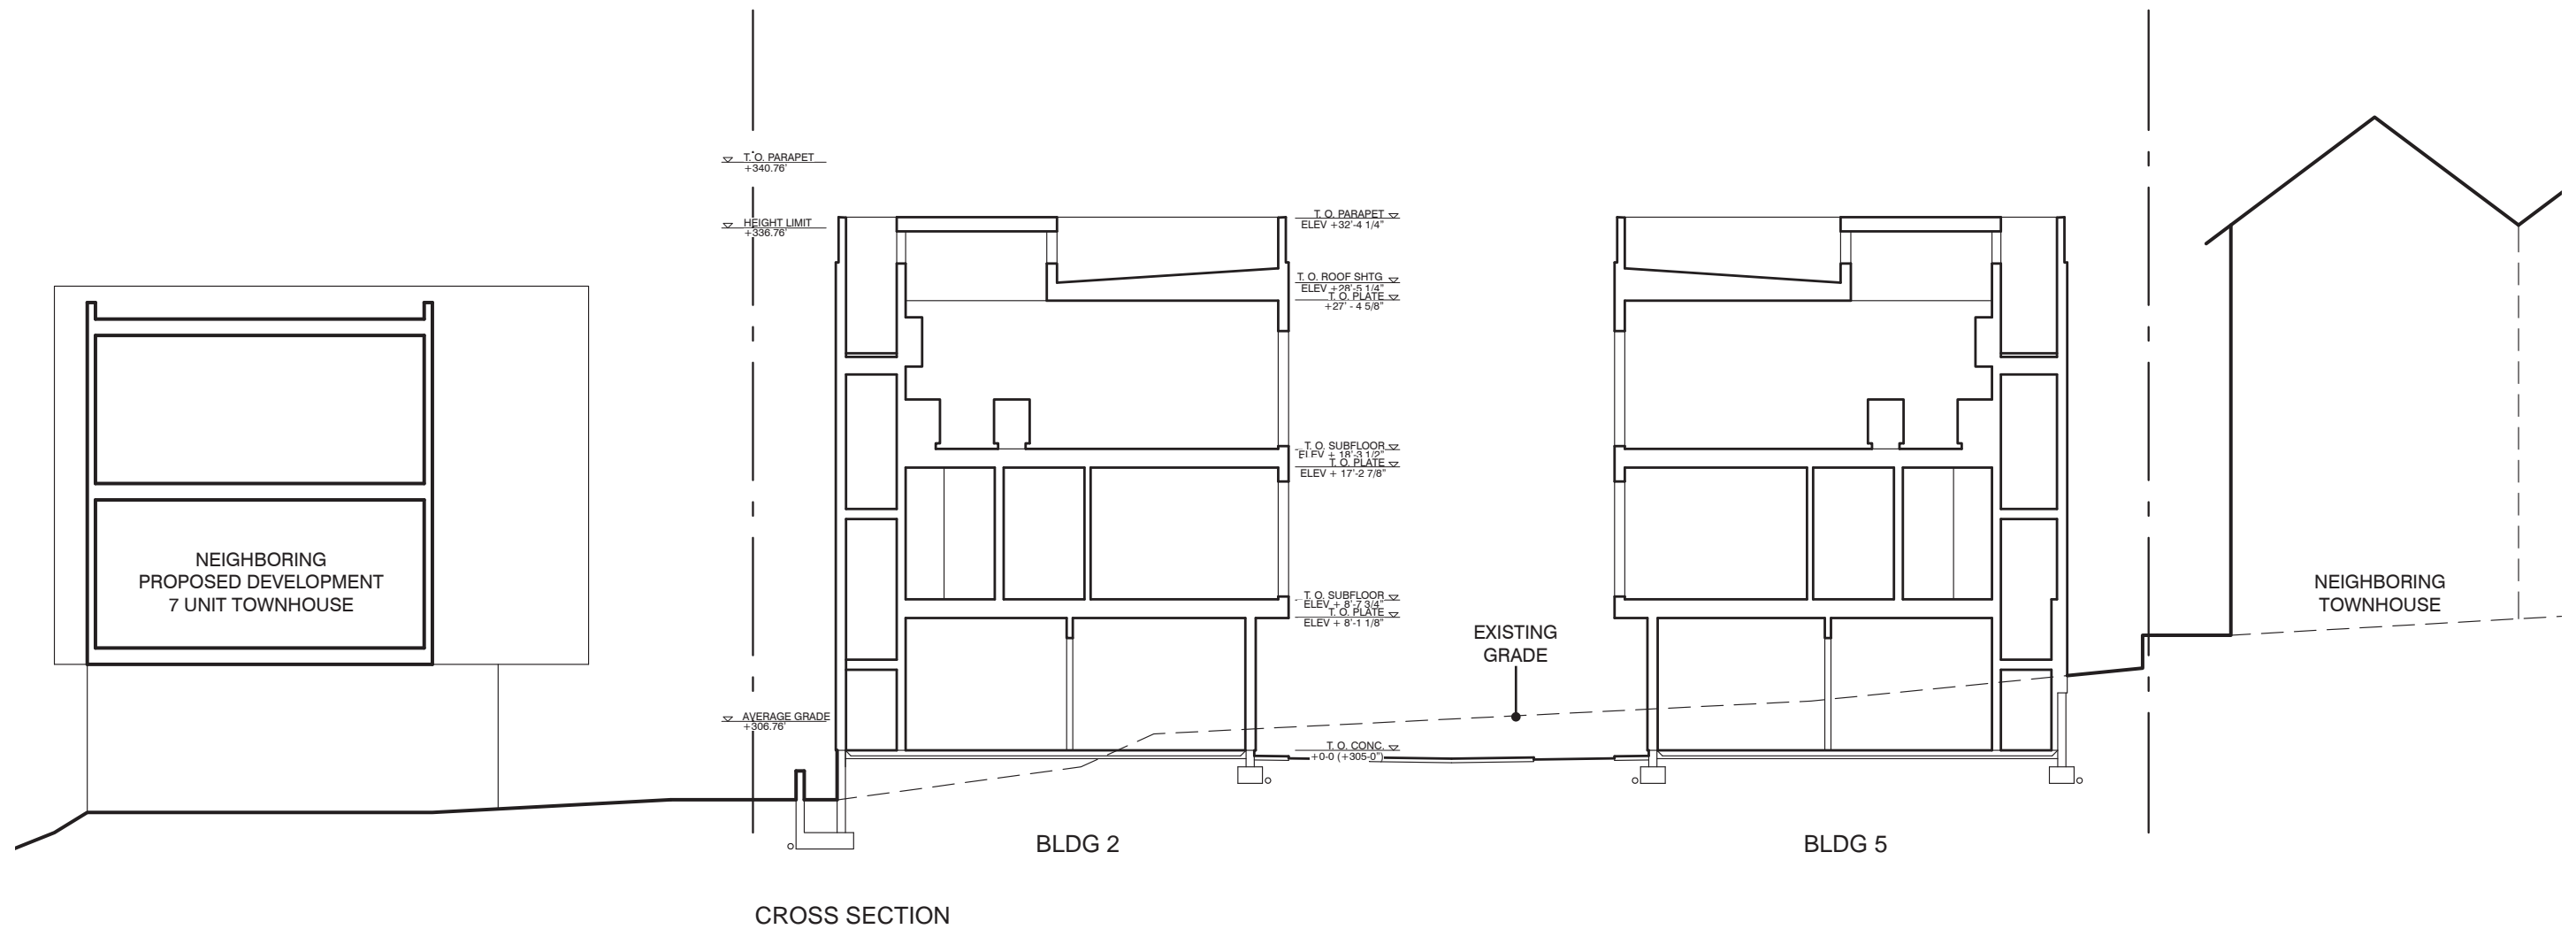 T. O. PARAPET
+340.76'
HEIGHT LIMIT
+336.76'
T. O. PARAPET
ELEV +32'-4 1/4"
T. O. ROOF SHTG
ELEV +28'-5 1/4"
T. O. PLATE
+27' - 4 5/8"
T. O. SUBFLOOR
ELEV + 18'-3 1/2"
T. O. PLATE
ELEV + 17'-2 7/8"
NEIGHBORING
PROPOSED DEVELOPMENT
7 UNIT TOWNHOUSE
T. O. SUBFLOOR
ELEV + 8'-7 3/4"
T. O. PLATE
ELEV + 8'-1 1/8"
EXISTING
GRADE
NEIGHBORING
TOWNHOUSE
AVERAGE GRADE
+306.76'
T. O. CONC.
+0-0 (+305-0")
BLDG 2
BLDG 5
CROSS SECTION